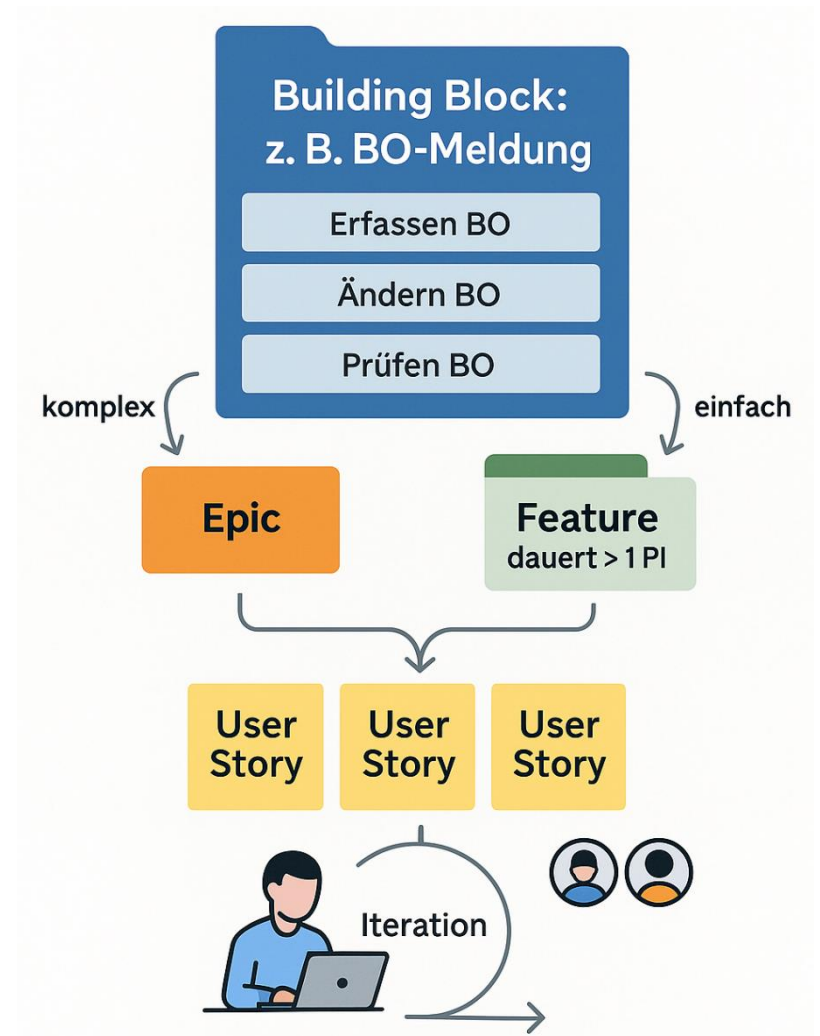 Building Block:
z. B. BO-Meldung
Erfassen BO
Ändern BO
Prüfen BO
komplex
einfach
Epic
Feature
dauert > 1 PI
User
Story
User
Story
User
Story
Iteration